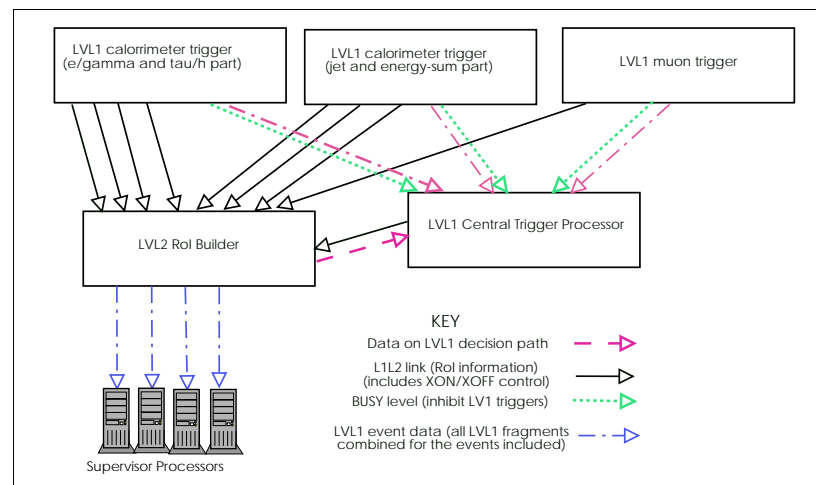 LVL1 calorrimeter trigger
(e/gamma and tau/h part)
LVL1 calorimeter trigger
(jet and energy-sum part)
LVL1 muon trigger
LVL1 Central Trigger Processor
LVL2 RoI Builder
KEY
Data on LVL1 decision path
L1L2 link (RoI information)
(includes XON/XOFF control)
BUSY level (inhibit LV1 triggers)
LVL1 event data (all LVL1 fragments
combined for the events included)
Supervisor Processors